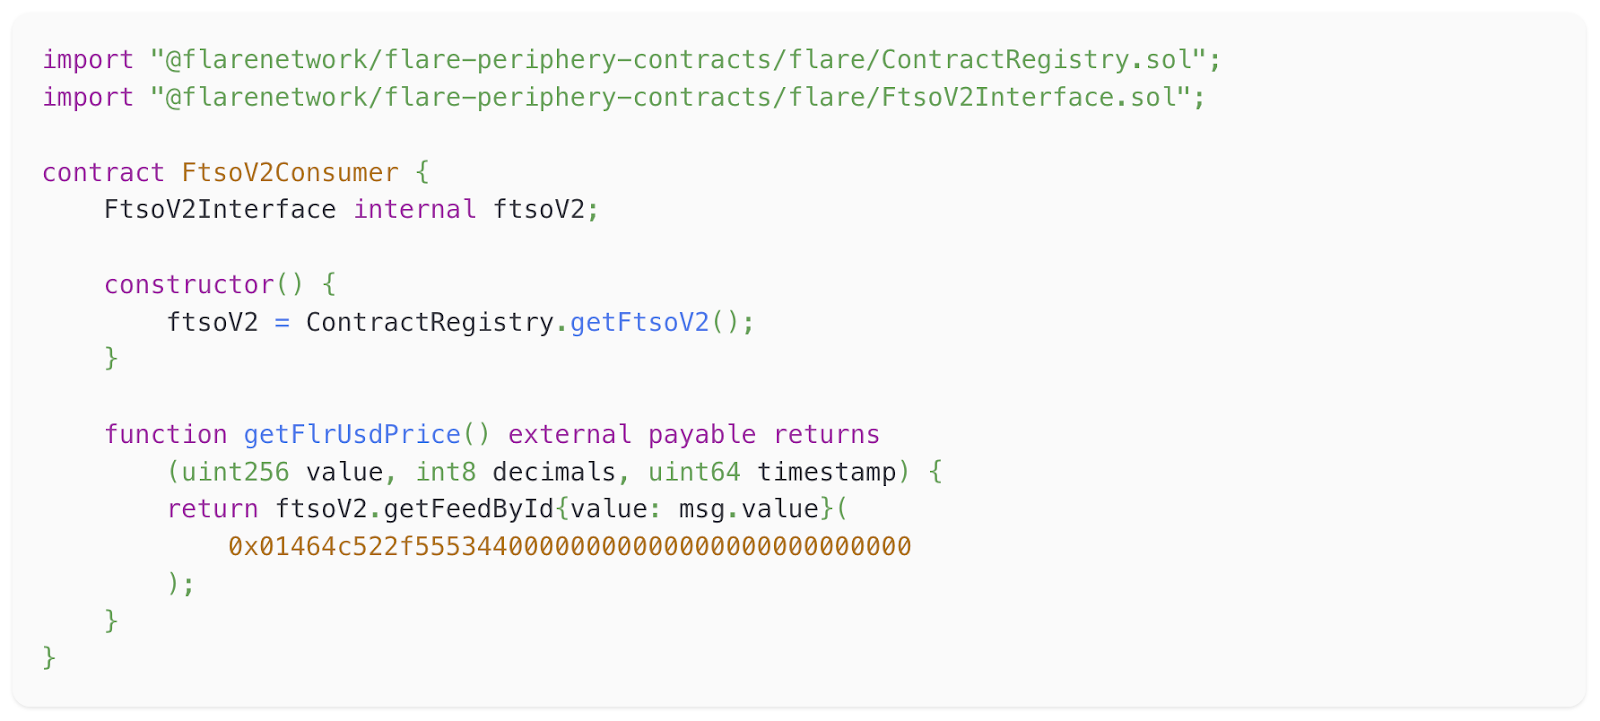 import "@flarenetwork/flare-periphery-contracts/flare/ContractRegistry.sol";
import "@flarenetwork/flare-periphery-contracts/flare/FtsoV2Interface.sol";
contract FtsoV2Consumer {
FtsoV2Interface internal ftsoV2;
constructor() {
ftsoV2 = ContractRegistry.getFtsoV2();
}
function getFlrUsdPrice() external payable returns
(uint256 value, int8 decimals, uint64 timestamp) {
return ftsoV2.getFeedById{value: msg.value}(
0x01464c522f55534400000000000000000000000000
);
}
}